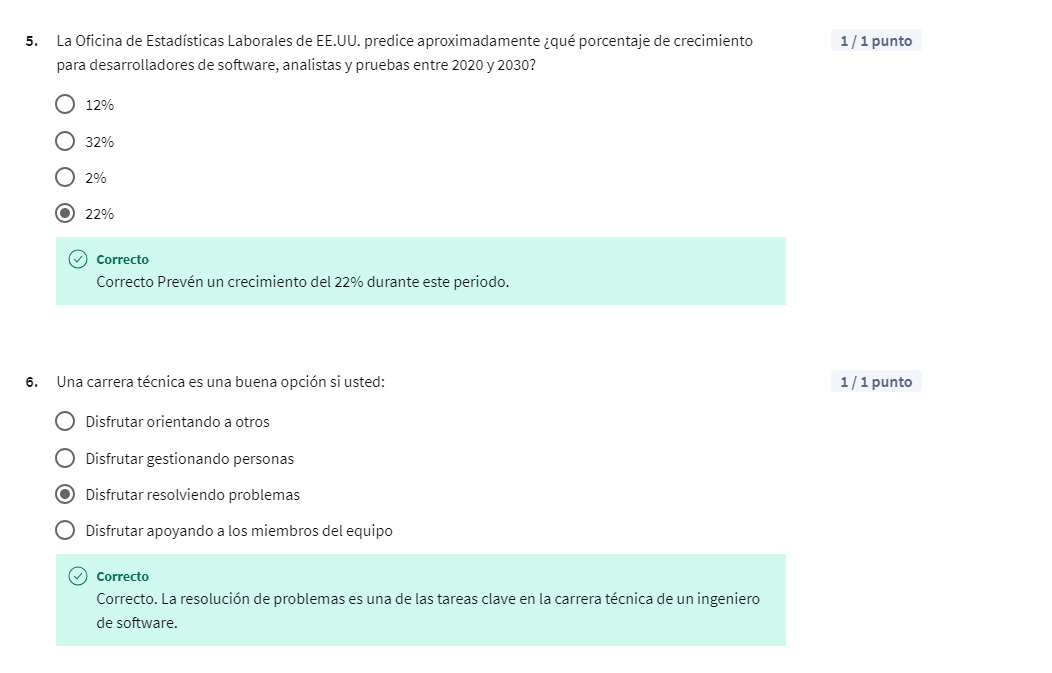 5. La Oficina de Estadísticas Laborales de EE.UU. predice aproximadamente ¿qué porcentaje de crecimiento
para desarrolladores de software, analistas y pruebas entre 2020 y 2030?
1 / 1 punto
12%
32%
2%
22%
Correcto
Correcto Prevén un crecimiento del 22% durante este periodo.
6. Una carrera técnica es una buena opción si usted:
1 / 1 punto
Disfrutar orientando a otros
Disfrutar gestionando personas
Disfrutar resolviendo problemas
Disfrutar apoyando a los miembros del equipo
Correcto
Correcto. La resolución de problemas es una de las tareas clave en la carrera técnica de un ingeniero
de software.